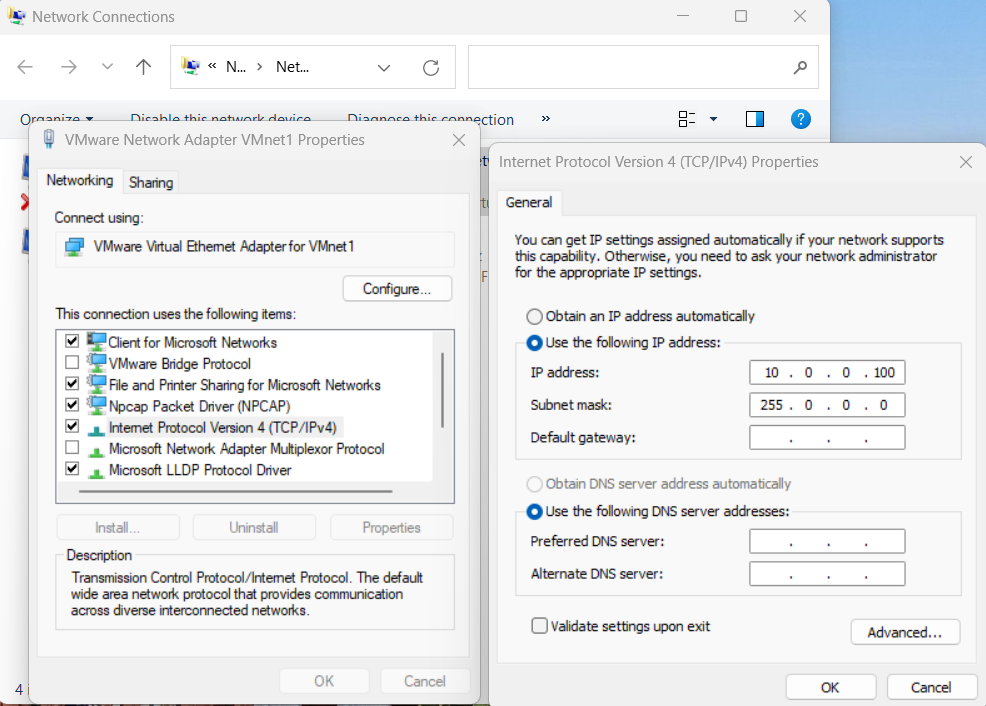 Network Connections
« N... › Net...
Organize Disable this network device Diagnose this connection »
VMware Network Adapter VMnet1 Properties
Networking
Sharing
Connect using:
VMware Virtual Ethernet Adapter for VMnet1
Configure...
This connection uses the following items:
Client for Microsoft Networks
VMware Bridge Protocol
File and Printer Sharing for Microsoft Networks
Npcap Packet Driver (NPCAP)
Internet Protocol Version 4 (TCP/IPv4)
Microsoft Network Adapter Multiplexor Protocol
Microsoft LLDP Protocol Driver
Install...
Uninstall
Properties
Description
Transmission Control Protocol/Internet Protocol. The default
wide area network protocol that provides communication
across diverse interconnected networks.
OK
Cancel
4
Internet Protocol Version 4 (TCP/IPv4) Properties
General
You can get IP settings assigned automatically if your network supports
this capability. Otherwise, you need to ask your network administrator
for the appropriate IP settings.
Obtain an IP address automatically
Use the following IP address:
IP address: 10 . 0 . 0 . 100
Subnet mask: 255 . 0 . 0 . 0
Default gateway: . . .
Obtain DNS server address automatically
Use the following DNS server addresses:
Preferred DNS server: . . .
Alternate DNS server: . . .
Validate settings upon exit
Advanced...
OK
Cancel